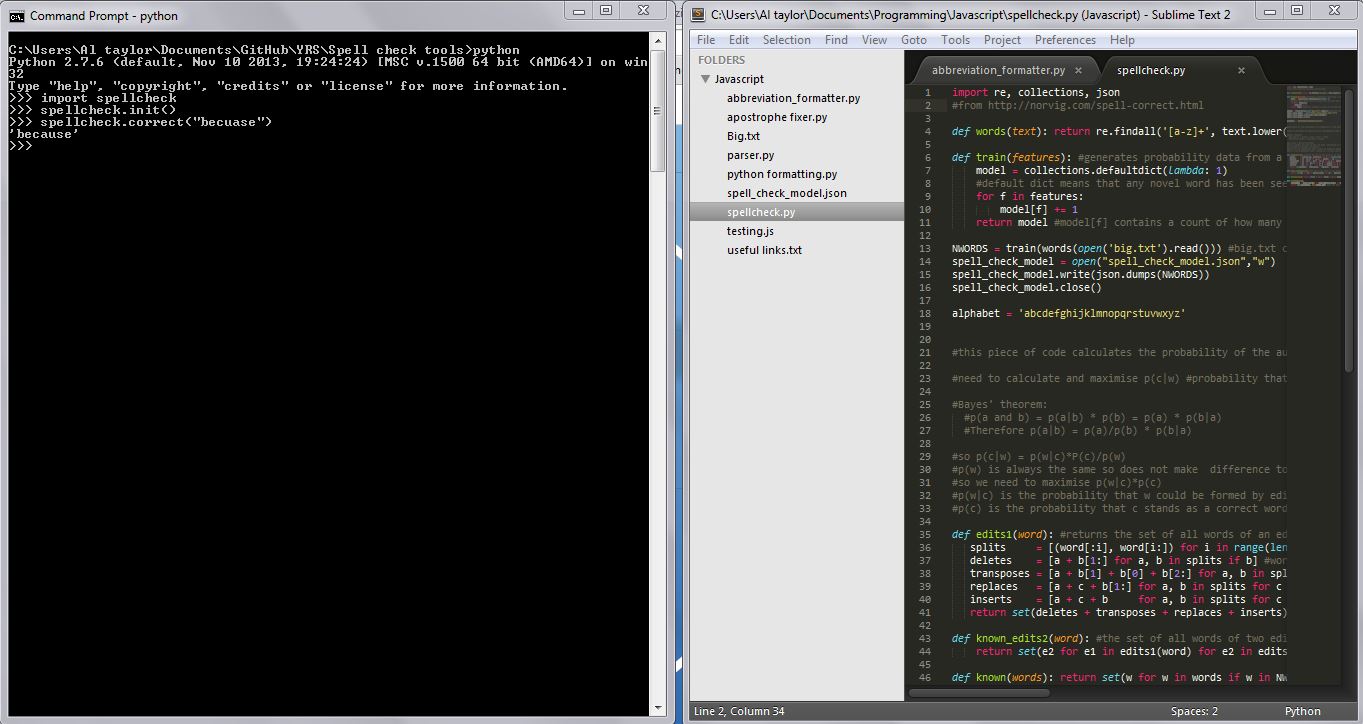 Command Prompt - python
C:\Users\Al taylor\Documents\GitHub\YRS\Spell check tools>python
Python 2.7.6 (default, Nov 10 2013, 19:24:24) [MSC v.1500 64 bit (AMD64)] on win
32
Type "help", "copyright", "credits" or "license" for more information.
>>> import spellcheck
>>> spellcheck.init()
>>> spellcheck.correct("becuase")
'because'
>>>
C:\Users\Al taylor\Documents\Programming\Javascript\spellcheck.py (Javascript) - Sublime Text 2
File Edit Selection Find View Goto Tools Project Preferences Help
FOLDERS
Javascript
abbreviation_formatter.py
apostrophe fixer.py
Big.txt
parser.py
python formatting.py
spell_check_model.json
spellcheck.py
testing.js
useful links.txt
abbreviation_formatter.py × spellcheck.py ×
1 import re, collections, json
2 #from http://norvig.com/spell-correct.html
3
4 def words(text): return re.findall('[a-z]+', text.lower(
5
6 def train(features): #generates probability data from a
7 model = collections.defaultdict(lambda: 1)
8 #default dict means that any novel word has been see
9 for f in features:
10 model[f] += 1
11 return model #model[f] contains a count of how many
12
13 NWORDS = train(words(open('big.txt').read())) #big.txt c
14 spell_check_model = open("spell_check_model.json","w")
15 spell_check_model.write(json.dumps(NWORDS))
16 spell_check_model.close()
17
18 alphabet = 'abcdefghijklmnopqrstuvwxyz'
19
20
21 #this piece of code calculates the probability of the au
22
23 #need to calculate and maximise p(c|w) #probability that
24
25 #Bayes' theorem:
26 #p(a and b) = p(a|b) * p(b) = p(a) * p(b|a)
27 #Therefore p(a|b) = p(a)/p(b) * p(b|a)
28
29 #so p(c|w) = p(w|c)*P(c)/p(w)
30 #p(w) is always the same so does not make  difference to
31 #so we need to maximise p(w|c)*p(c)
32 #p(w|c) is the probability that w could be formed by edi
33 #p(c) is the probability that c stands as a correct word
34
35 def edits1(word): #returns the set of all words of an ed
36 splits     = [(word[:i], word[i:]) for i in range(len
37 deletes    = [a + b[1:] for a, b in splits if b] #wor
38 transposes = [a + b[1] + b[0] + b[2:] for a, b in spl
39 replaces   = [a + c + b[1:] for a, b in splits for c
40 inserts    = [a + c + b     for a, b in splits for c
41 return set(deletes + transposes + replaces + inserts)
42
43 def known_edits2(word): #the set of all words of two edi
44 return set(e2 for e1 in edits1(word) for e2 in edits
45
46 def known(words): return set(w for w in words if w in NW
Line 2, Column 34 Spaces: 2 Python